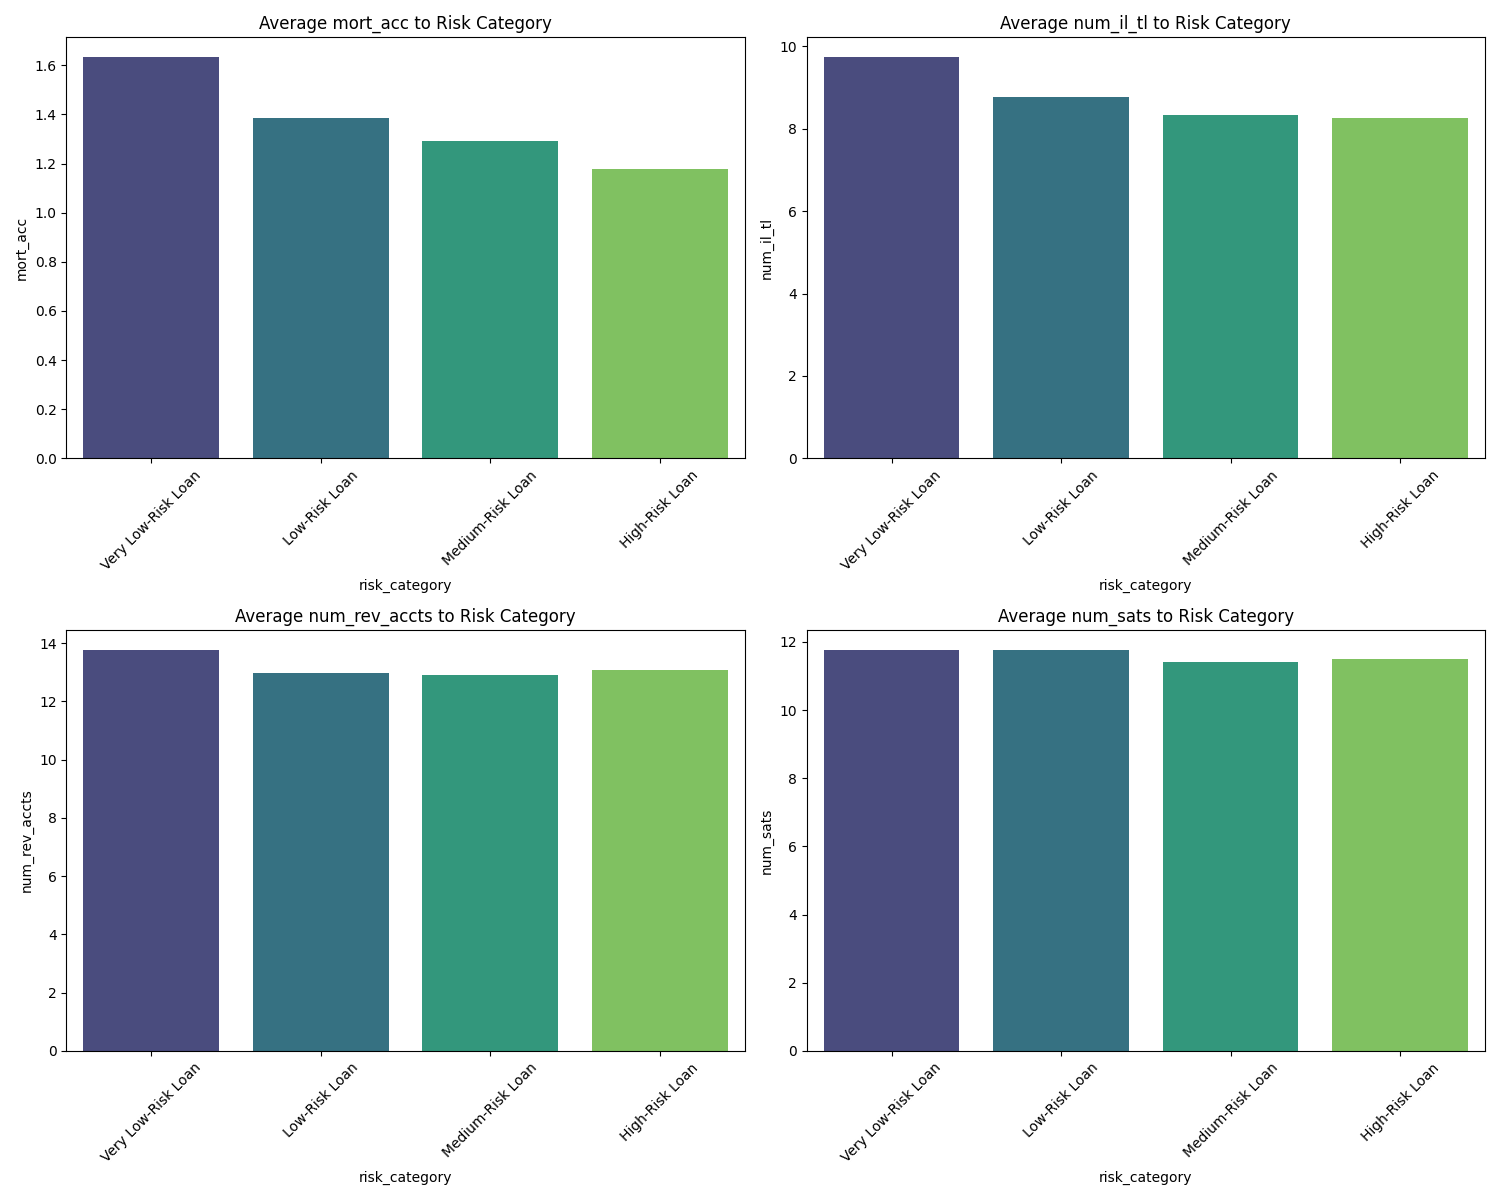 Average mort_acc to Risk Category
mort_acc
1.6
1.4
1.2
1.0
0.8
0.6
0.4
0.2
0.0
Very Low-Risk Loan
Low-Risk Loan
Medium-Risk Loan
High-Risk Loan
risk_category
Average num_il_tl to Risk Category
num_il_tl
10
8
6
4
2
0
Very Low-Risk Loan
Low-Risk Loan
Medium-Risk Loan
High-Risk Loan
risk_category
Average num_rev_accts to Risk Category
num_rev_accts
14
12
10
8
6
4
2
0
Very Low-Risk Loan
Low-Risk Loan
Medium-Risk Loan
High-Risk Loan
risk_category
Average num_sats to Risk Category
num_sats
12
10
8
6
4
2
0
Very Low-Risk Loan
Low-Risk Loan
Medium-Risk Loan
High-Risk Loan
risk_category